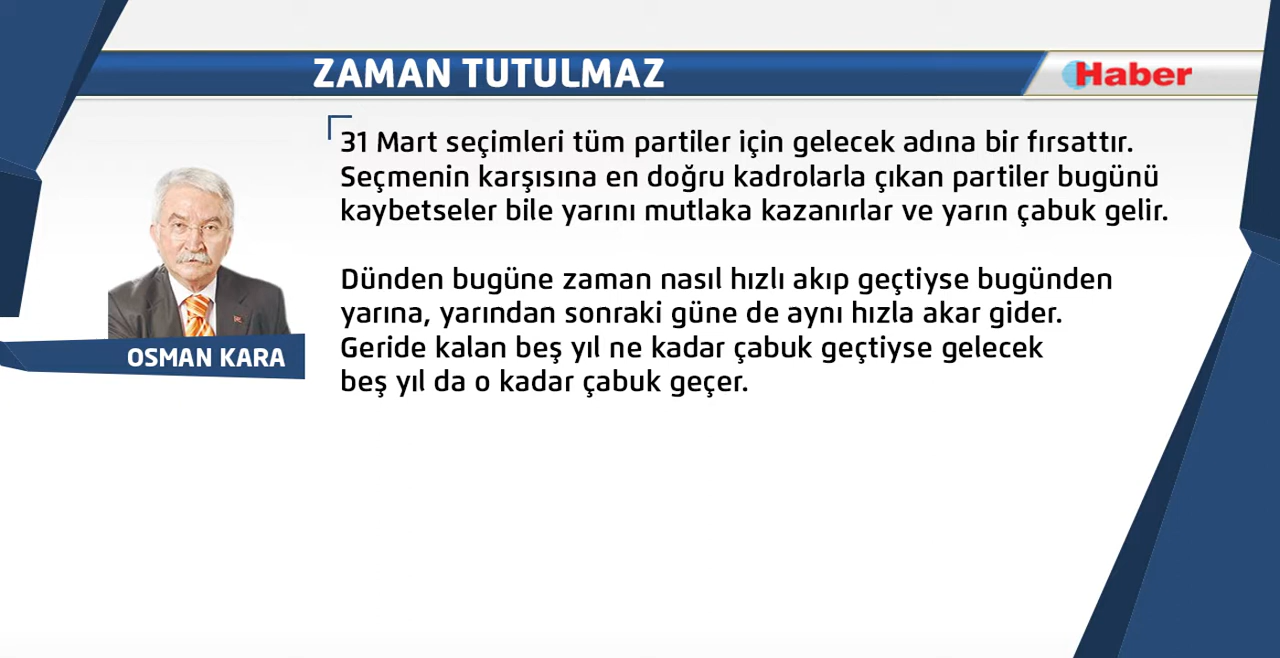 ZAMAN TUTULMAZ
Haber
31 Mart seçimleri tüm partiler için gelecek adına bir fırsattır.
Seçmenin karşısına en doğru kadrolarla çıkan partiler bugünü
kaybetseler bile yarını mutlaka kazanırlar ve yarın çabuk gelir.
Dünden bugüne zaman nasıl hızlı akıp geçtiyse bugünden
yarına, yarından sonraki güne de aynı hızla akar gider.
Geride kalan beş yıl ne kadar çabuk geçtiyse gelecek
beş yıl da o kadar çabuk geçer.
OSMAN KARA